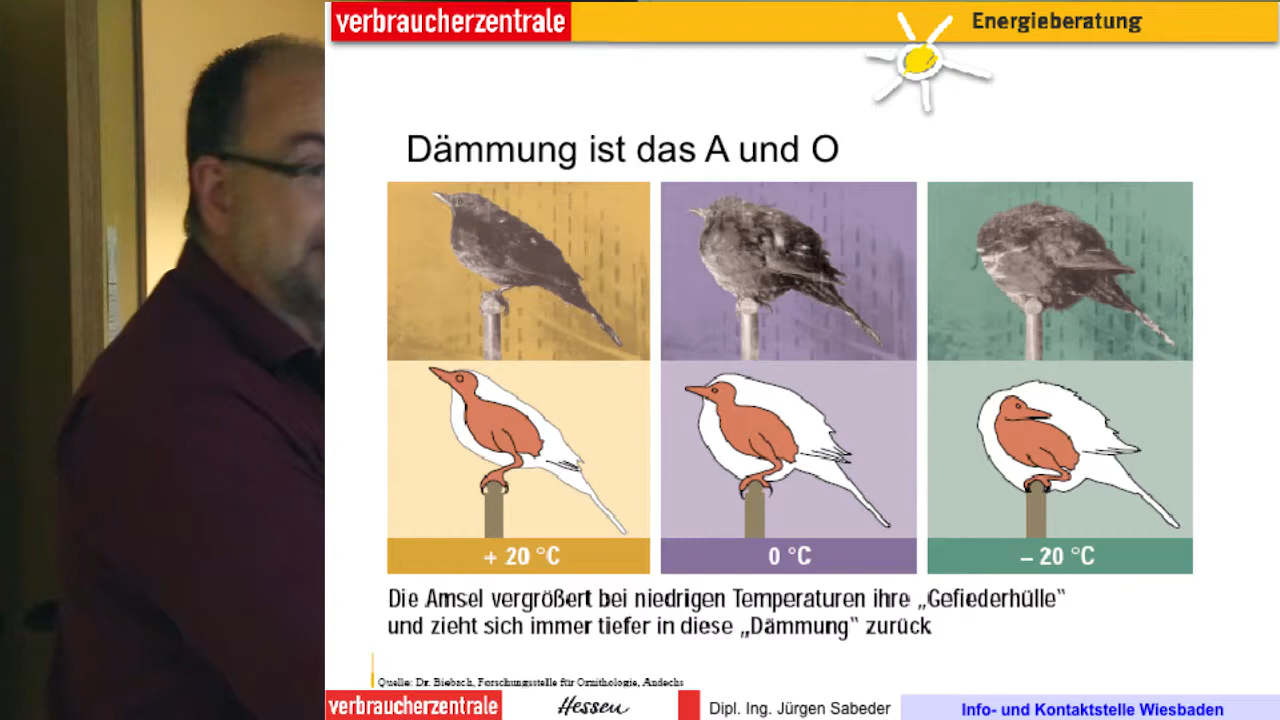 verbraucherzentrale
Energieberatung
Dämmung ist das A und O
+ 20 °C
0 °C
– 20 °C
Die Amsel vergrößert bei niedrigen Temperaturen ihre „Gefiederhülle“
und zieht sich immer tiefer in diese „Dämmung“ zurück
Quelle: Dr. Biebach, Forschungsstelle für Ornithologie, Andechs
verbraucherzentrale
Hessen
Dipl. Ing. Jürgen Sabeder
Info- und Kontaktstelle Wiesbaden